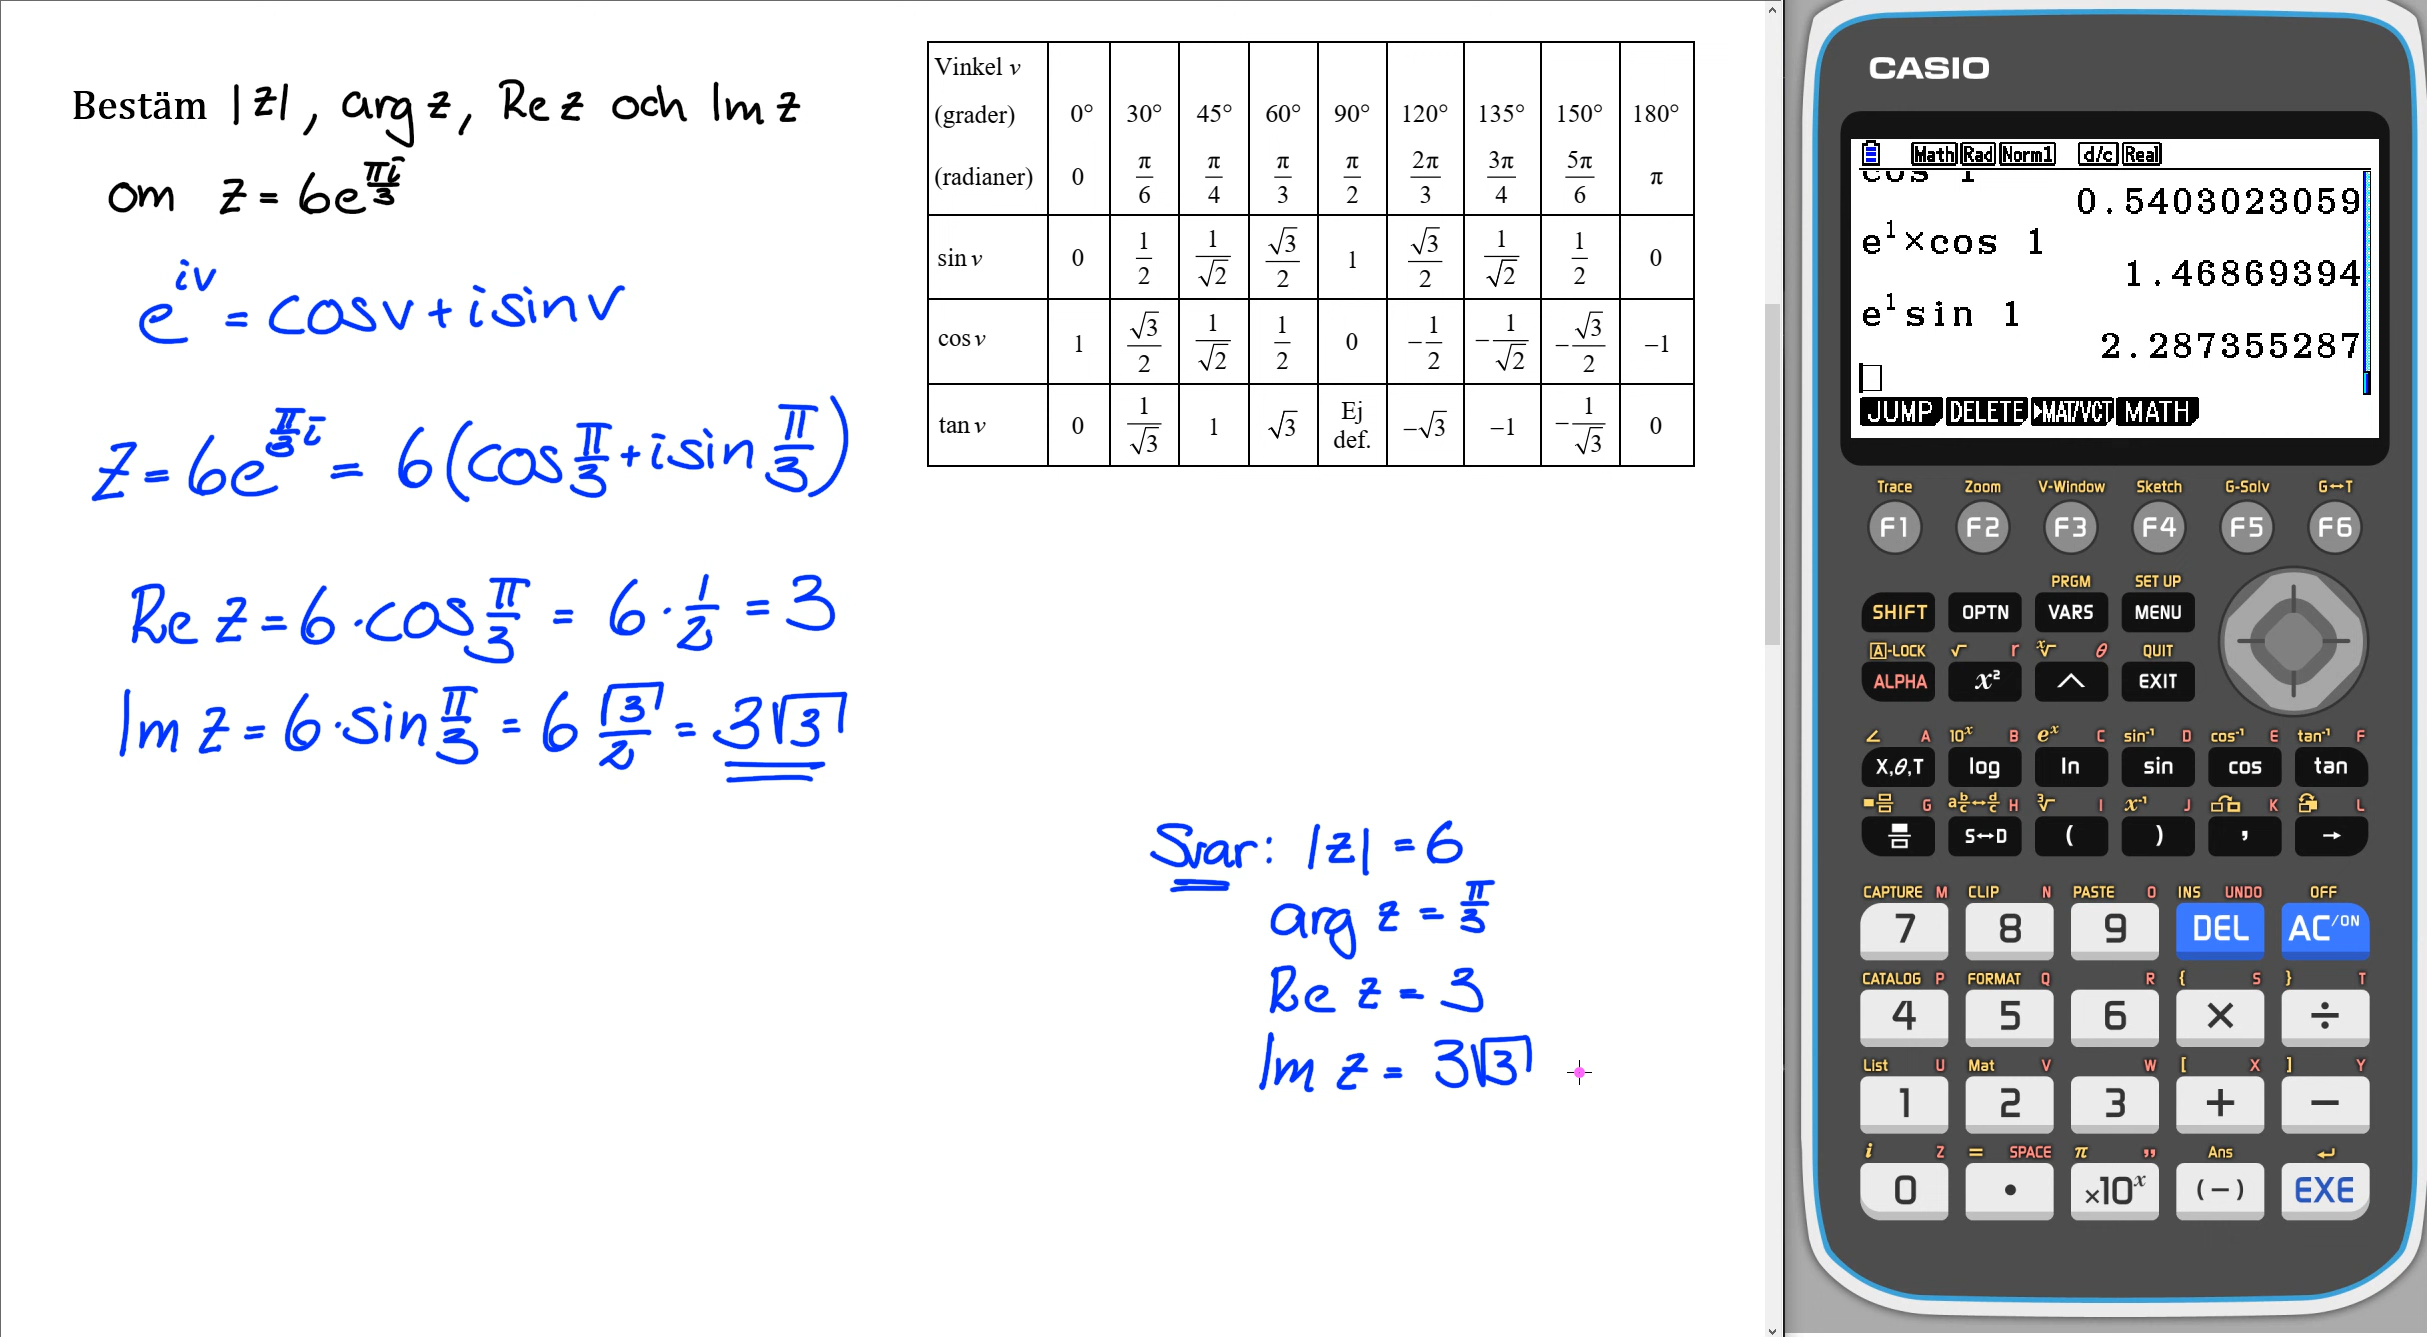 Bestäm |z|, arg z, Re z och Im z
om z = 6e^(πi/3)
e^(iv) = cos v + i sin v
z = 6e^(π/3 i) = 6(cos π/3 + i sin π/3)
Re z = 6 · cos π/3 = 6 · 1/2 = 3
Im z = 6 · sin π/3 = 6 √3/2 = 3√3
Vinkel v
(grader) 0° 30° 45° 60° 90° 120° 135° 150° 180°
(radianer) 0 π/6 π/4 π/3 π/2 2π/3 3π/4 5π/6 π
sin v 0 1/2 1/√2 √3/2 1 √3/2 1/√2 1/2 0
cos v 1 √3/2 1/√2 1/2 0 −1/2 −1/√2 −√3/2 −1
tan v 0 1/√3 1 √3 Ej def. −√3 −1 −1/√3 0
Svar: |z| = 6
arg z = π/3
Re z = 3
Im z = 3√3
CASIO
Math Rad Norm1 d/c Real
cos 1
0.5403023059
e¹×cos 1
1.46869394
e¹sin 1
2.287355287
JUMP DELETE ▶MAT/VCT MATH
Trace Zoom V-Window Sketch G-Solv G↔T
F1 F2 F3 F4 F5 F6
PRGM SET UP
SHIFT OPTN VARS MENU
A-LOCK √ r ˣ√ θ QUIT
ALPHA x² ^ EXIT
∠ A 10ˣ B eˣ C sin⁻¹ D cos⁻¹ E tan⁻¹ F
X,θ,T log ln sin cos tan
G a b/c↔d/c H ³√ I x⁻¹ J K L
S↔D ( ) , →
CAPTURE M CLIP N PASTE O INS UNDO OFF
7 8 9 DEL AC/ON
CATALOG P FORMAT Q R { S } T
4 5 6 × ÷
List U Mat V W [ X ] Y
1 2 3 + −
i Z = SPACE π " Ans ↵
0 • ×10ˣ (−) EXE